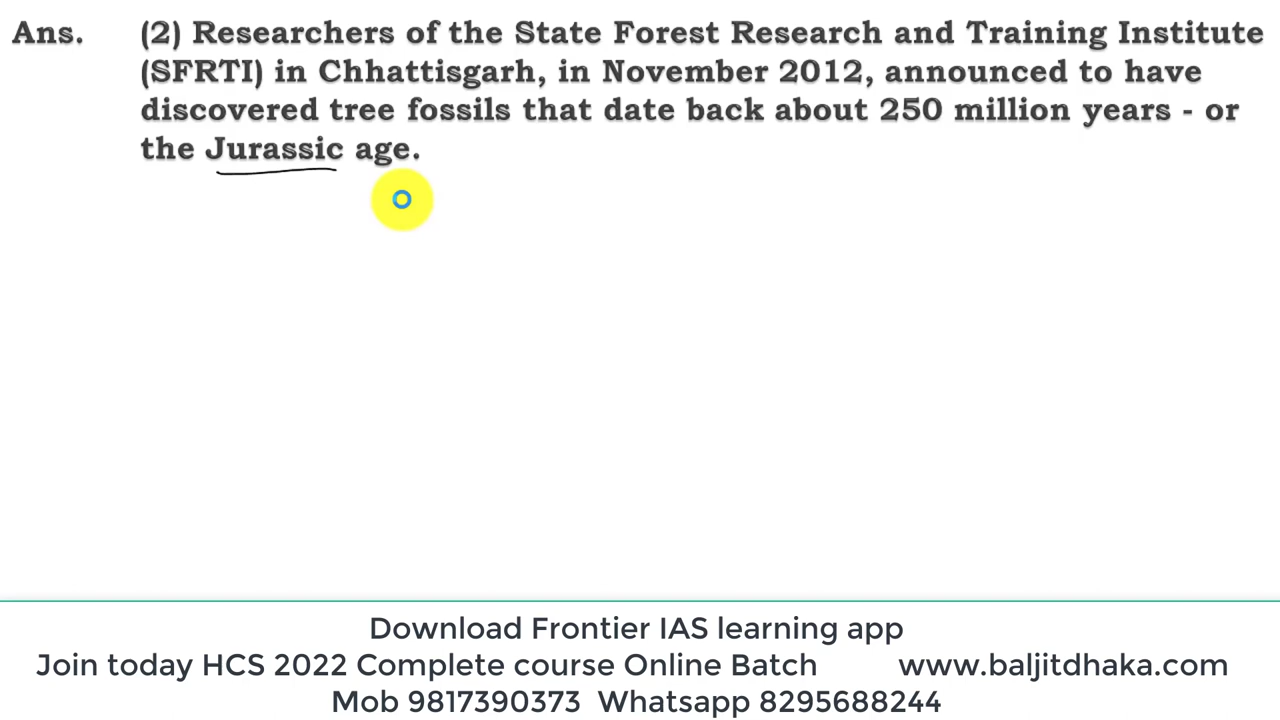 Ans. (2) Researchers of the State Forest Research and Training Institute
(SFRTI) in Chhattisgarh, in November 2012, announced to have
discovered tree fossils that date back about 250 million years - or
the Jurassic age.
Download Frontier IAS learning app
Join today HCS 2022 Complete course Online Batch www.baljitdhaka.com
Mob 9817390373 Whatsapp 8295688244